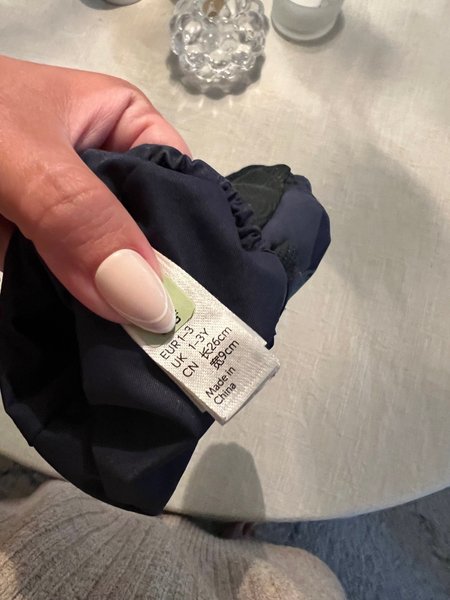 EUR 1-3
UK 1-3Y
CN 长26cm
宽9cm
Made in
China